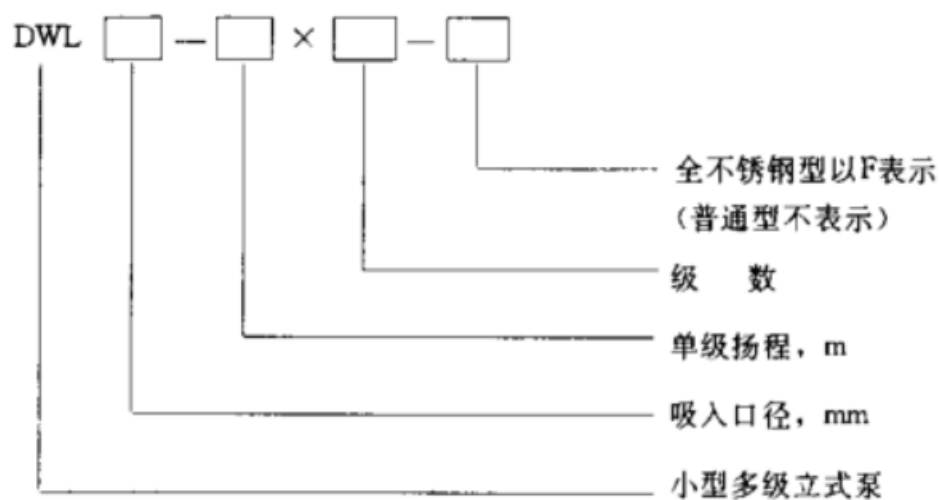 DWL □ — □ × □ — □
全不锈钢型以F表示
（普通型不表示）
级 数
单级扬程，m
吸入口径，mm
小型多级立式泵